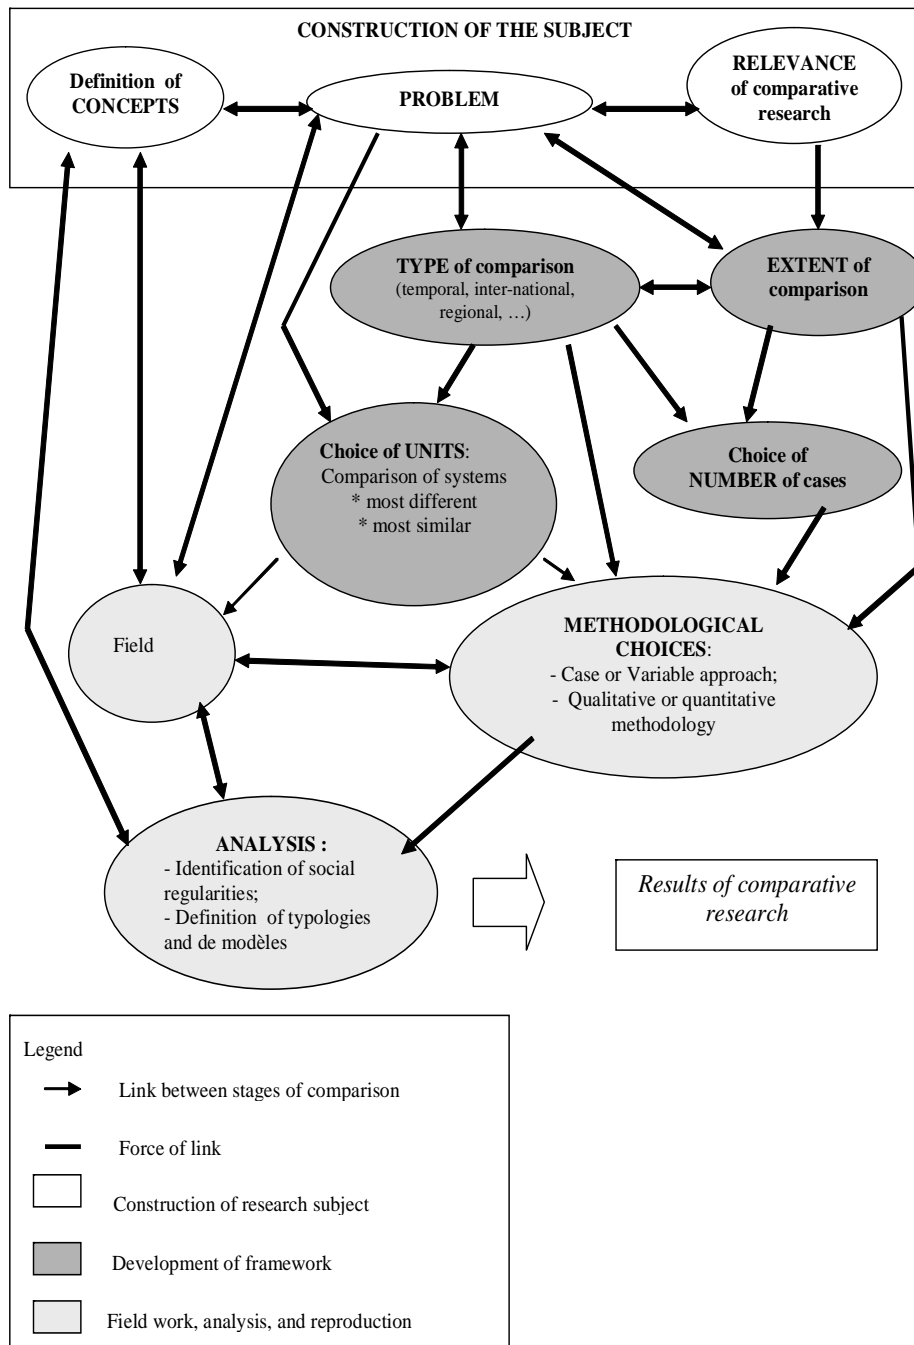 CONSTRUCTION OF THE SUBJECT
Definition of
CONCEPTS
PROBLEM
RELEVANCE
of comparative
research
TYPE of comparison
(temporal, inter-national,
regional, …)
EXTENT of
comparison
Choice of UNITS:
Comparison of systems
* most different
* most similar
Choice of
NUMBER of cases
Field
METHODOLOGICAL
CHOICES:
- Case or Variable approach;
- Qualitative or quantitative
methodology
ANALYSIS :
- Identification of social
regularities;
- Definition of typologies
and de modèles
Results of comparative
research
Legend
Link between stages of comparison
Force of link
Construction of research subject
Development of framework
Field work, analysis, and reproduction